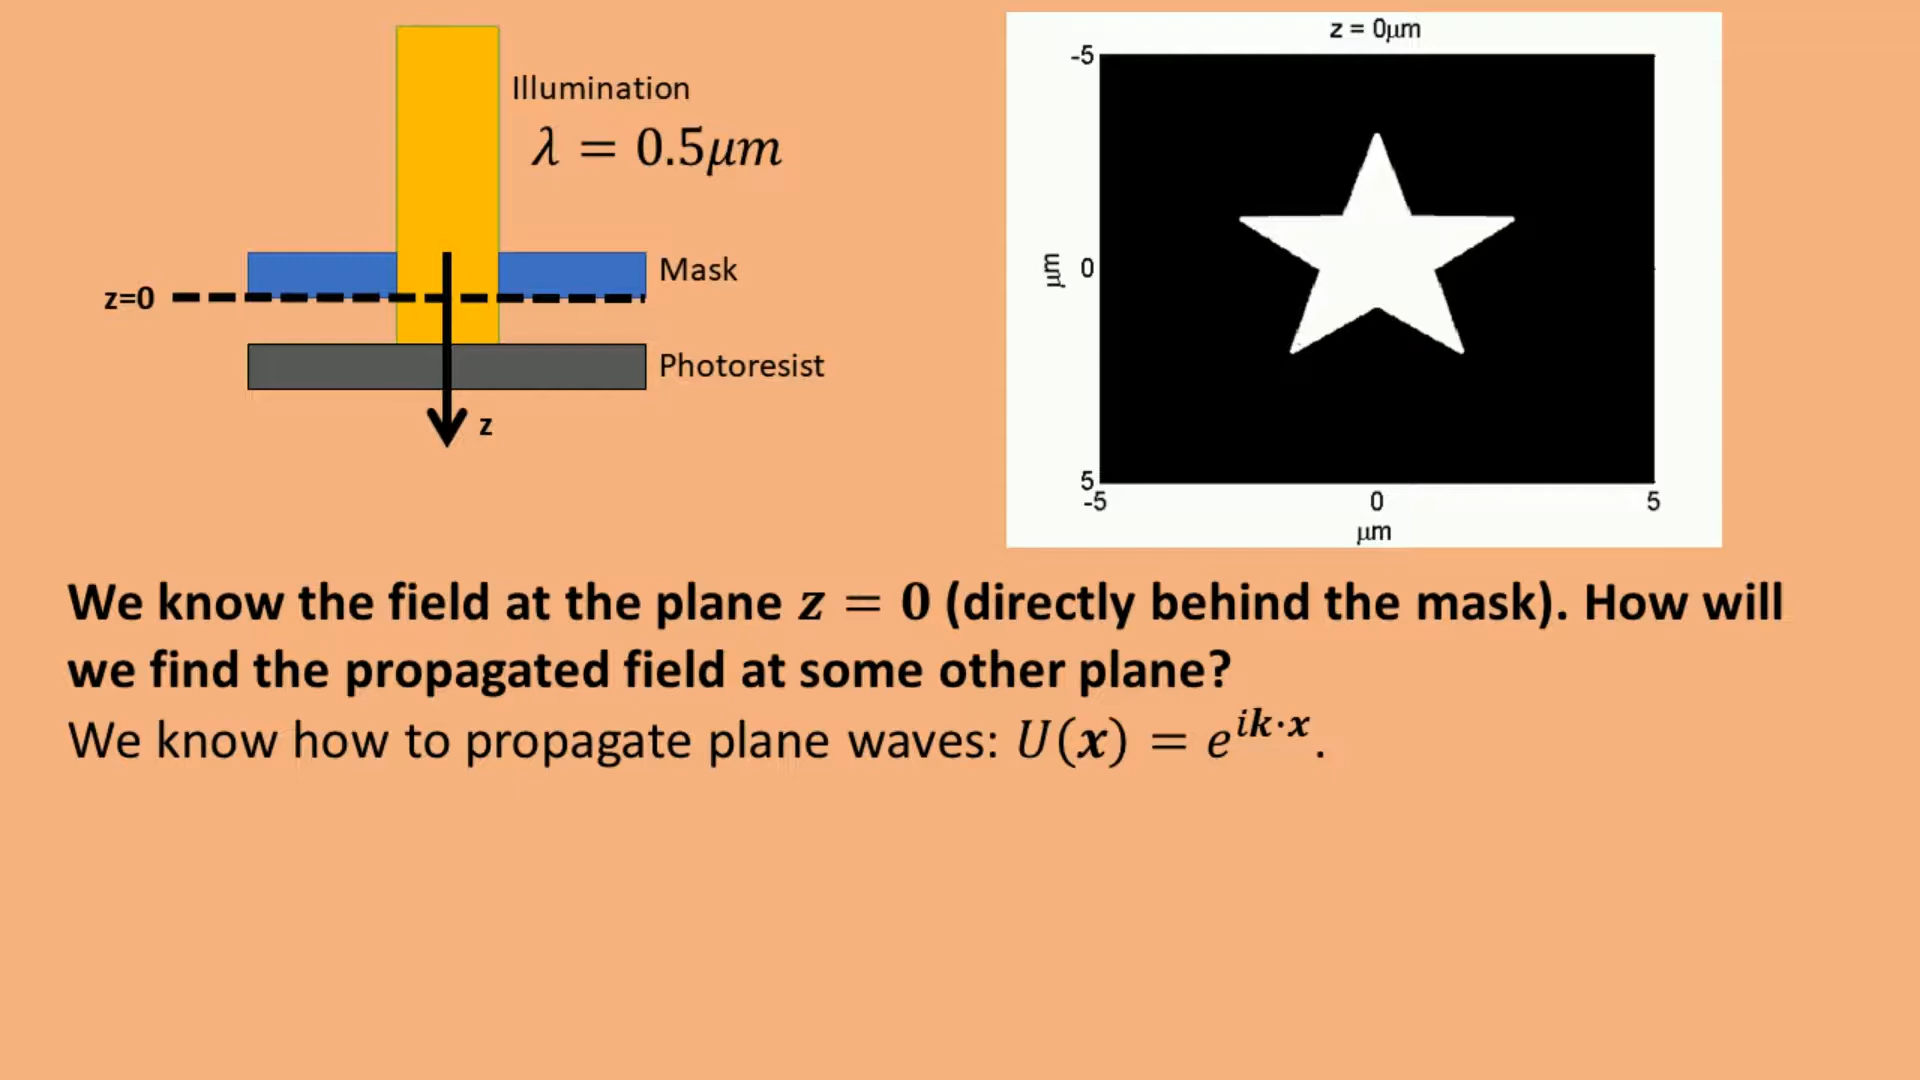 Illumination
λ = 0.5μm
Mask
z=0
Photoresist
z
z = 0μm
-5
μm
0
5
-5
0
5
μm
We know the field at the plane z = 0 (directly behind the mask). How will
we find the propagated field at some other plane?
We know how to propagate plane waves: U(x) = e^{ik·x}.